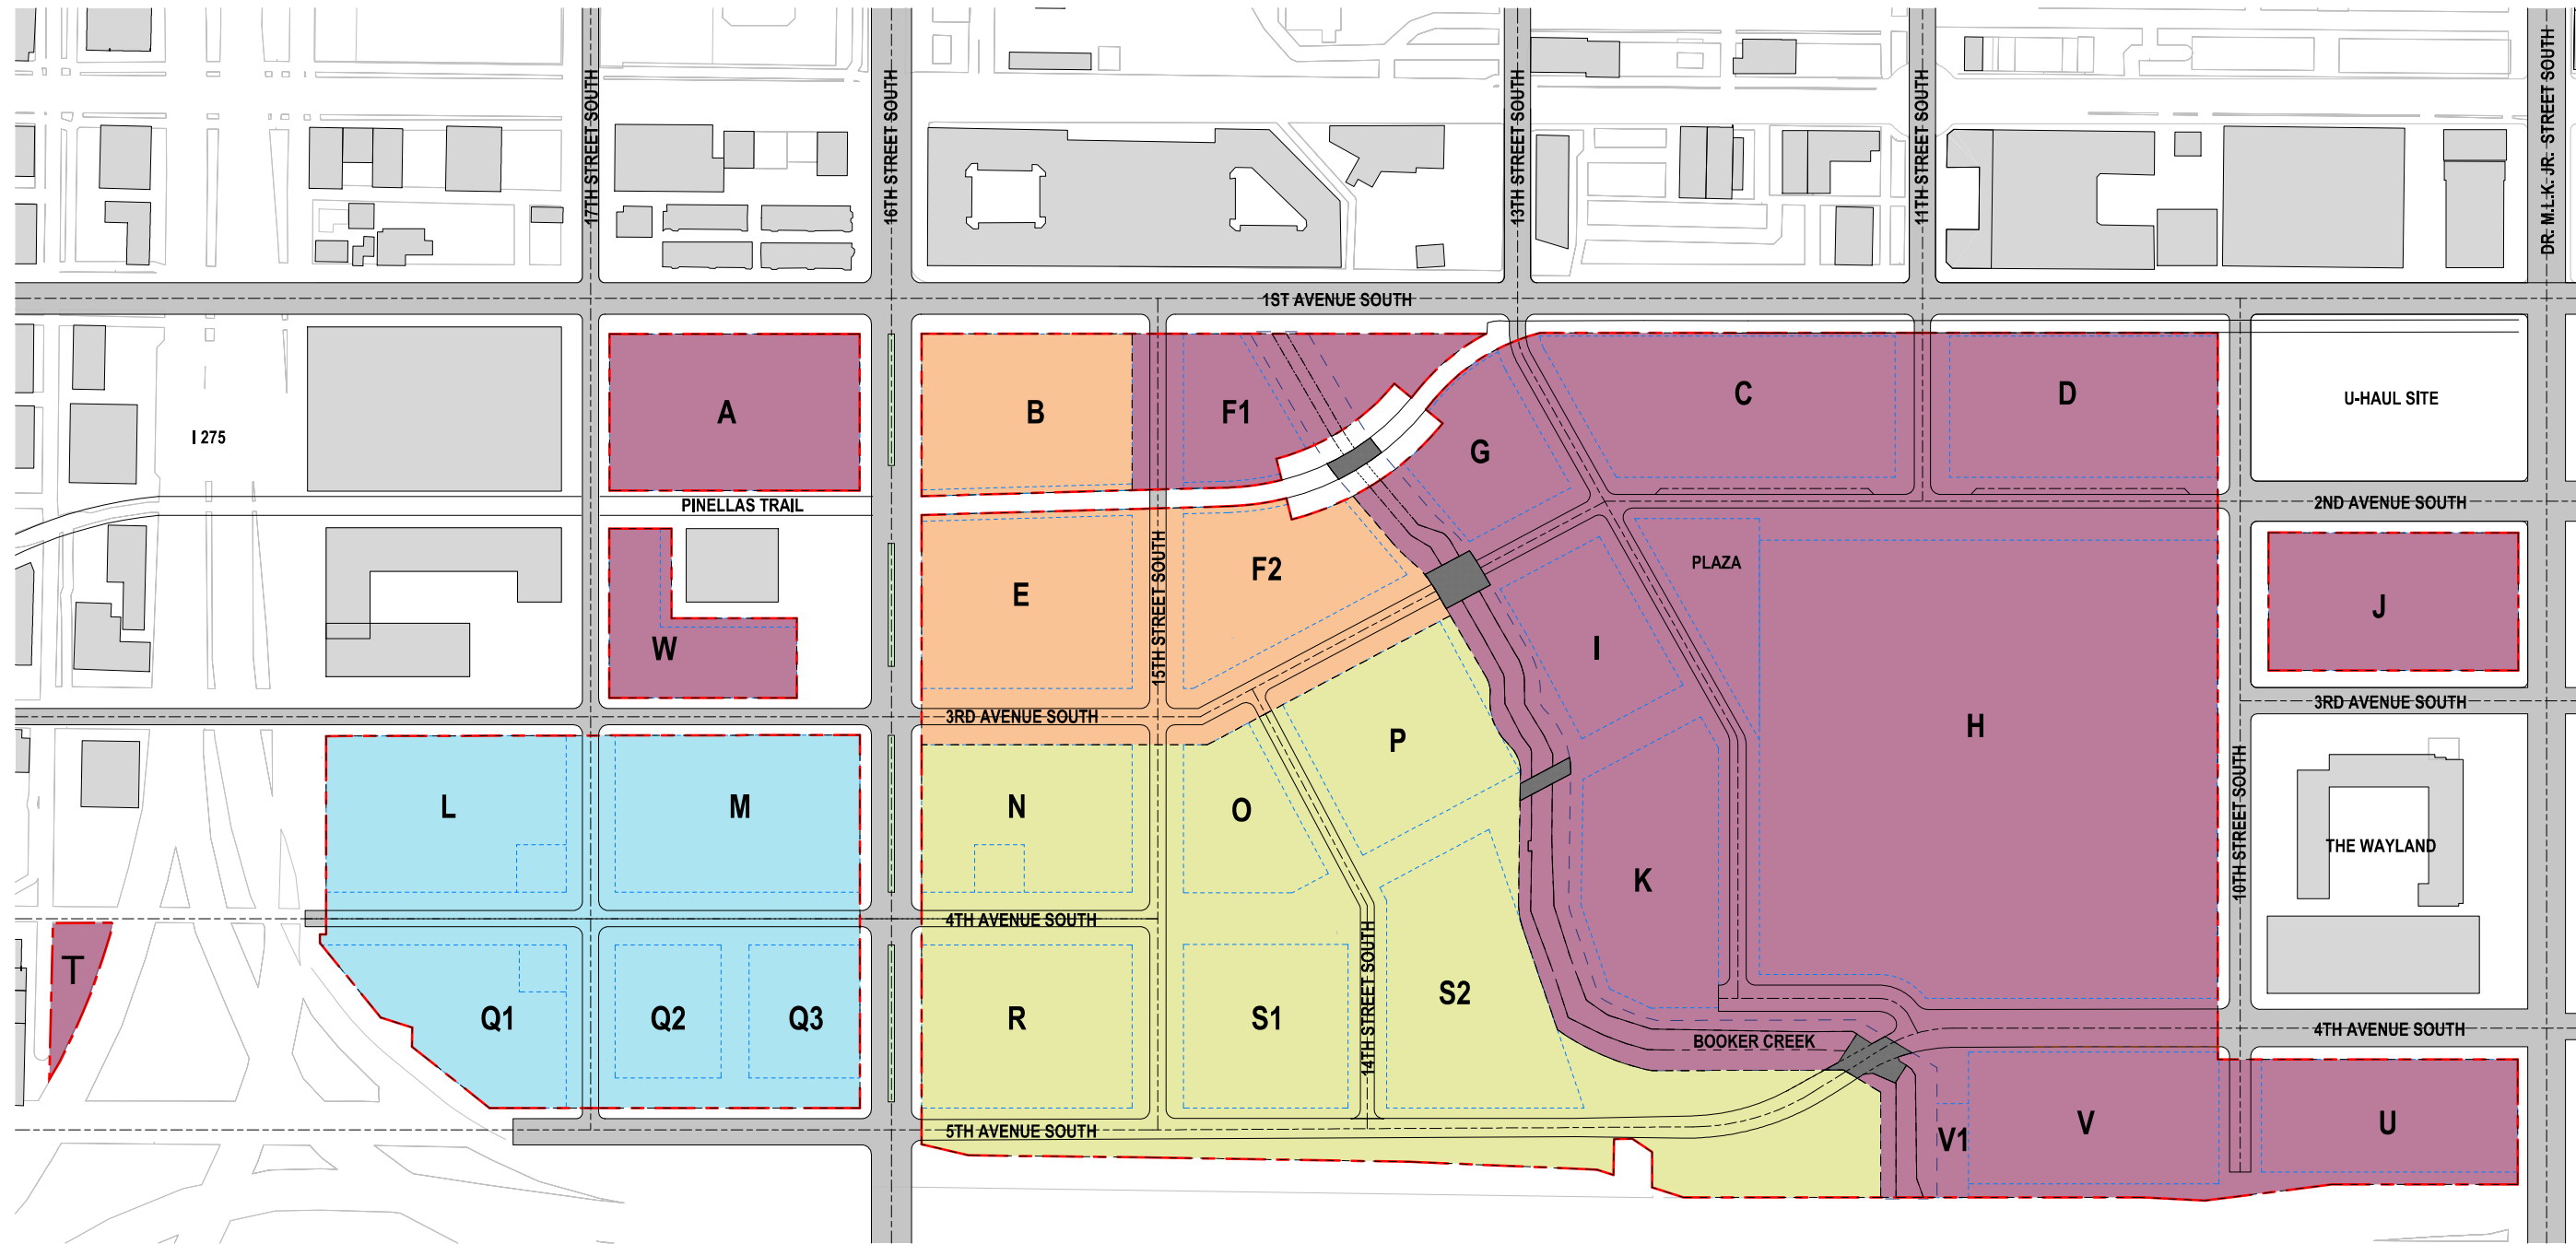 17TH STREET SOUTH
16TH STREET SOUTH
13TH STREET SOUTH
11TH STREET SOUTH
DR. M.L.K. JR. STREET SOUTH
1ST AVENUE SOUTH
A
B
F1
G
C
D
U-HAUL SITE
I 275
PINELLAS TRAIL
2ND AVENUE SOUTH
W
E
F2
15TH STREET SOUTH
I
PLAZA
J
3RD AVENUE SOUTH
3RD AVENUE SOUTH
H
P
L
M
N
O
K
10TH STREET SOUTH
THE WAYLAND
4TH AVENUE SOUTH
T
Q1
Q2
Q3
R
S1
14TH STREET SOUTH
S2
BOOKER CREEK
4TH AVENUE SOUTH
5TH AVENUE SOUTH
V1
V
U